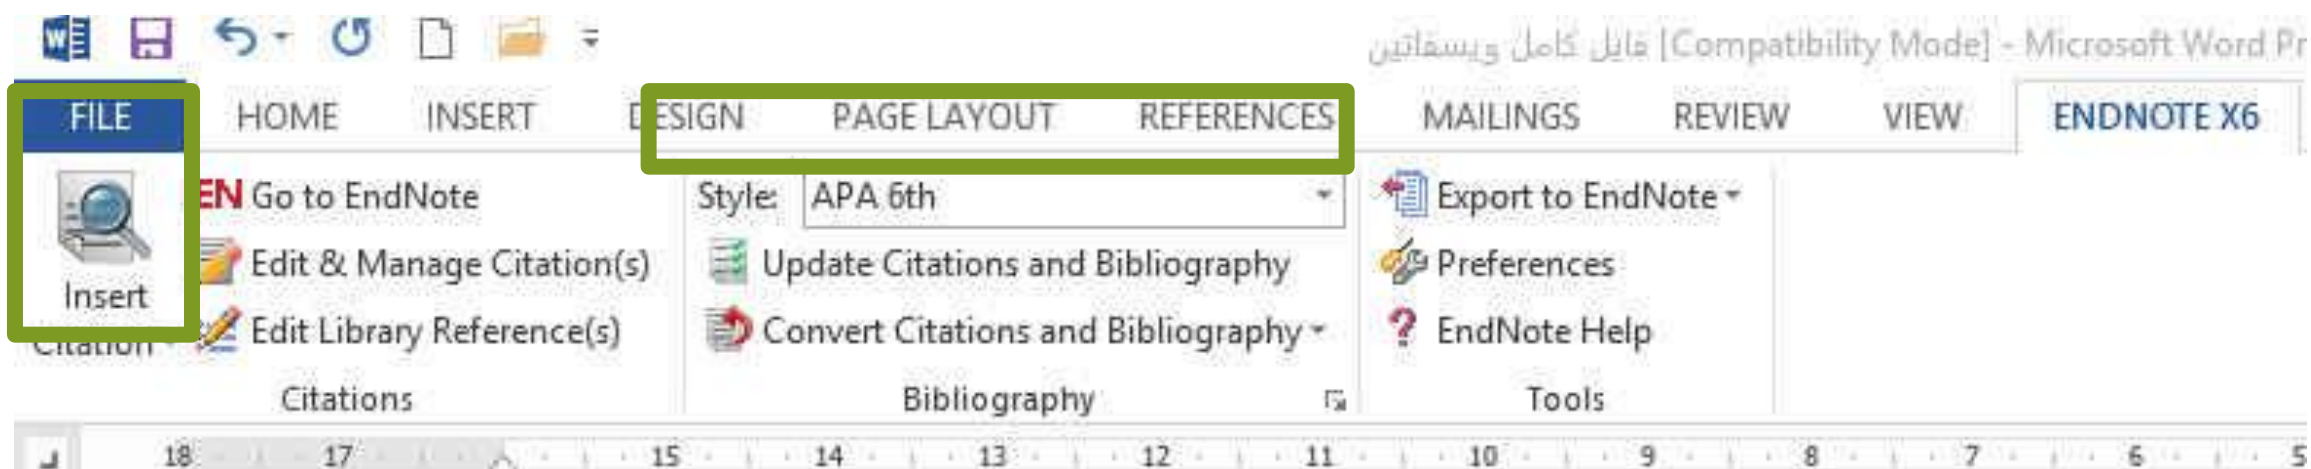 فایل کامل ویسفاتین [Compatibility Mode] - Microsoft Word Pr
FILE HOME INSERT DESIGN PAGE LAYOUT REFERENCES MAILINGS REVIEW VIEW ENDNOTE X6
EN Go to EndNote Style: APA 6th Export to EndNote
Edit & Manage Citation(s) Update Citations and Bibliography Preferences
Insert
Citation Edit Library Reference(s) Convert Citations and Bibliography ? EndNote Help
Citations Bibliography Tools
18 17 15 14 13 12 11 10 9 8 7 6 5